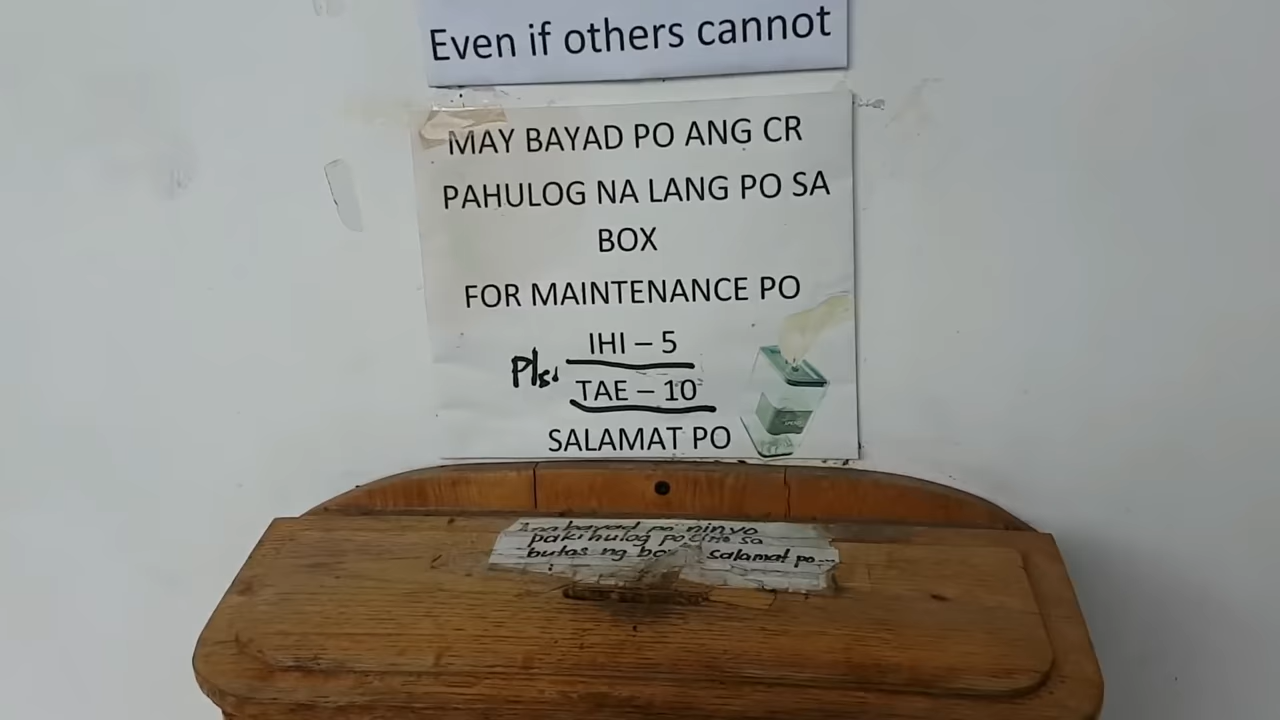 Even if others cannot
MAY BAYAD PO ANG CR
PAHULOG NA LANG PO SA
BOX
FOR MAINTENANCE PO
IHI – 5
Pls. TAE – 10
SALAMAT PO
Ang bayad po ninyo
pakihulog po sa
butas ng salamat po...